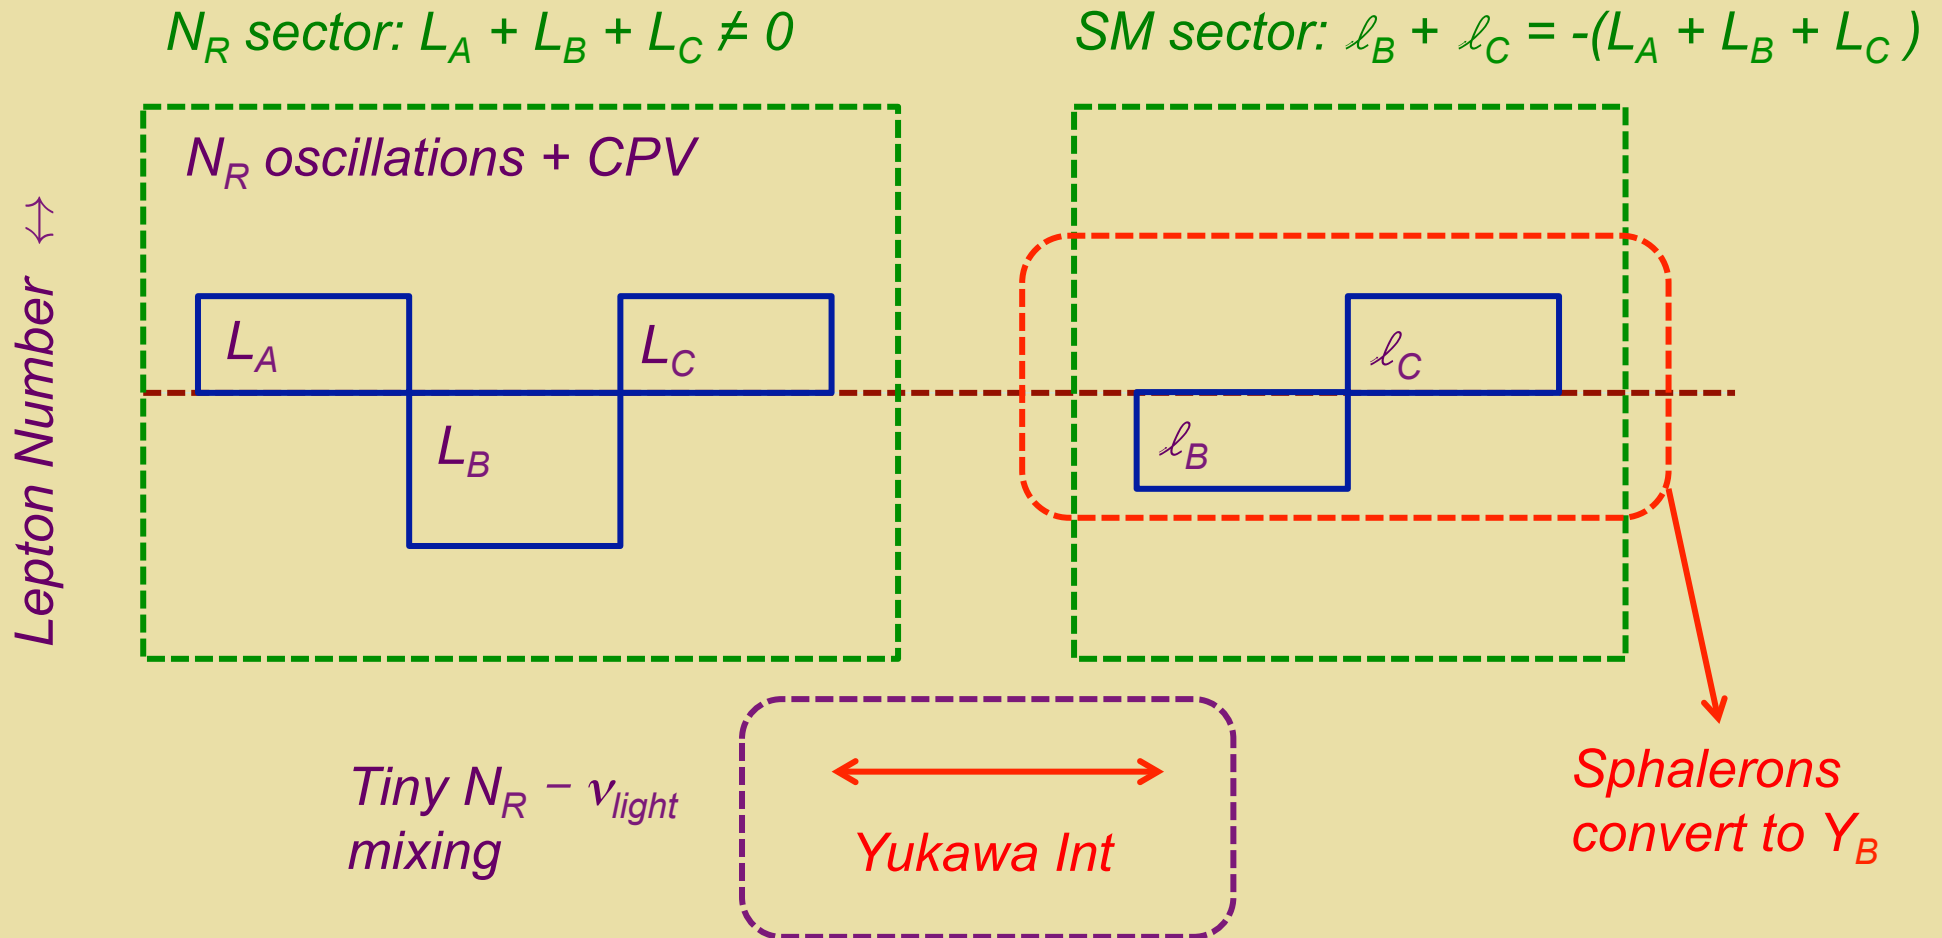 N_R sector: L_A + L_B + L_C ≠ 0
SM sector: ℓ_B + ℓ_C = -(L_A + L_B + L_C )
N_R oscillations + CPV
Lepton Number ↔
L_A
L_B
L_C
ℓ_B
ℓ_C
Tiny N_R – ν_light
mixing
Yukawa Int
Sphalerons
convert to Y_B